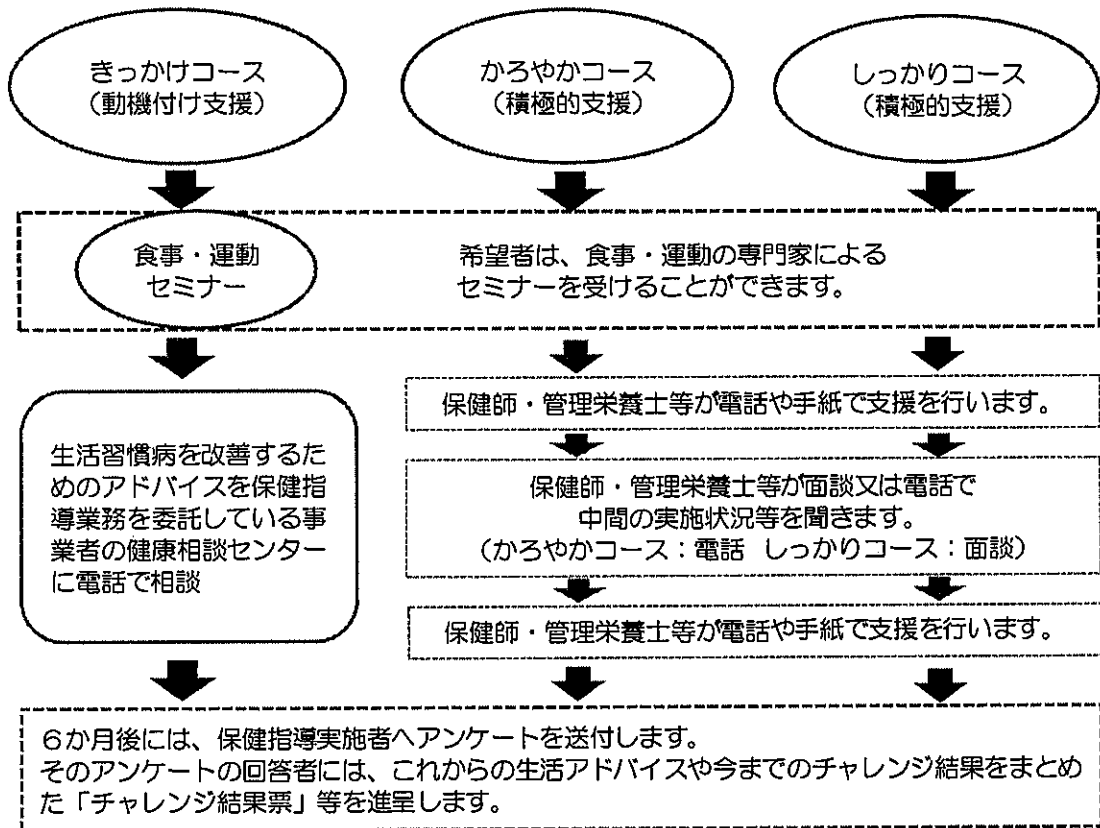 きっかけコース
（動機付け支援）
かろやかコース
（積極的支援）
しっかりコース
（積極的支援）
食事・運動
セミナー
希望者は、食事・運動の専門家による
セミナーを受けることができます。
生活習慣病を改善するた
めのアドバイスを保健指
導業務を委託している事
業者の健康相談センター
に電話で相談
保健師・管理栄養士等が電話や手紙で支援を行います。
保健師・管理栄養士等が面談又は電話で
中間の実施状況等を聞きます。
（かろやかコース：電話 しっかりコース：面談）
保健師・管理栄養士等が電話や手紙で支援を行います。
６か月後には、保健指導実施者へアンケートを送付します。
そのアンケートの回答者には、これからの生活アドバイスや今までのチャレンジ結果をまとめ
た「チャレンジ結果票」等を進呈します。